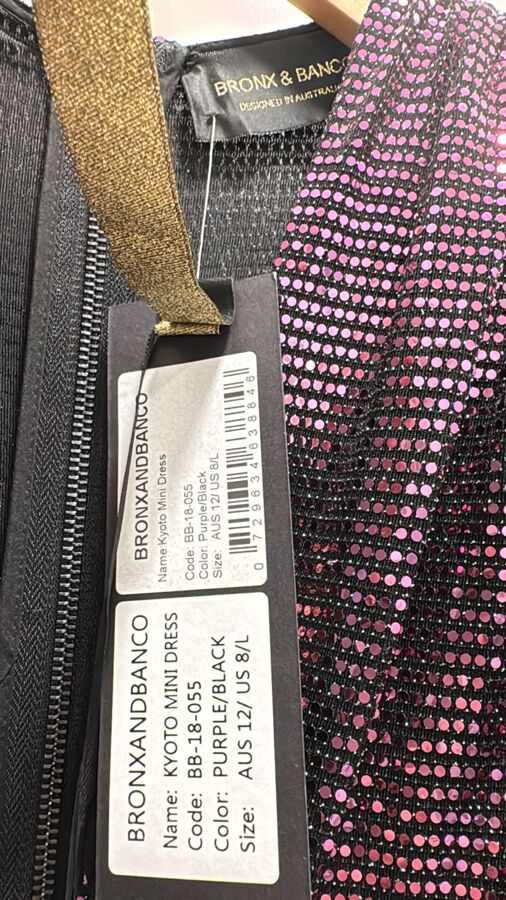 BRONX & BANCO
DESIGNED IN AUSTRALIA
BRONXANDBANCO
Name:Kyoto Mini Dress
Code: BB-18-055
Color: Purple/Black
Size: AUS 12/ US 8/L
0 729634 638846
BRONXANDBANCO
Name: KYOTO MINI DRESS
Code: BB-18-055
Color: PURPLE/BLACK
Size: AUS 12/ US 8/L